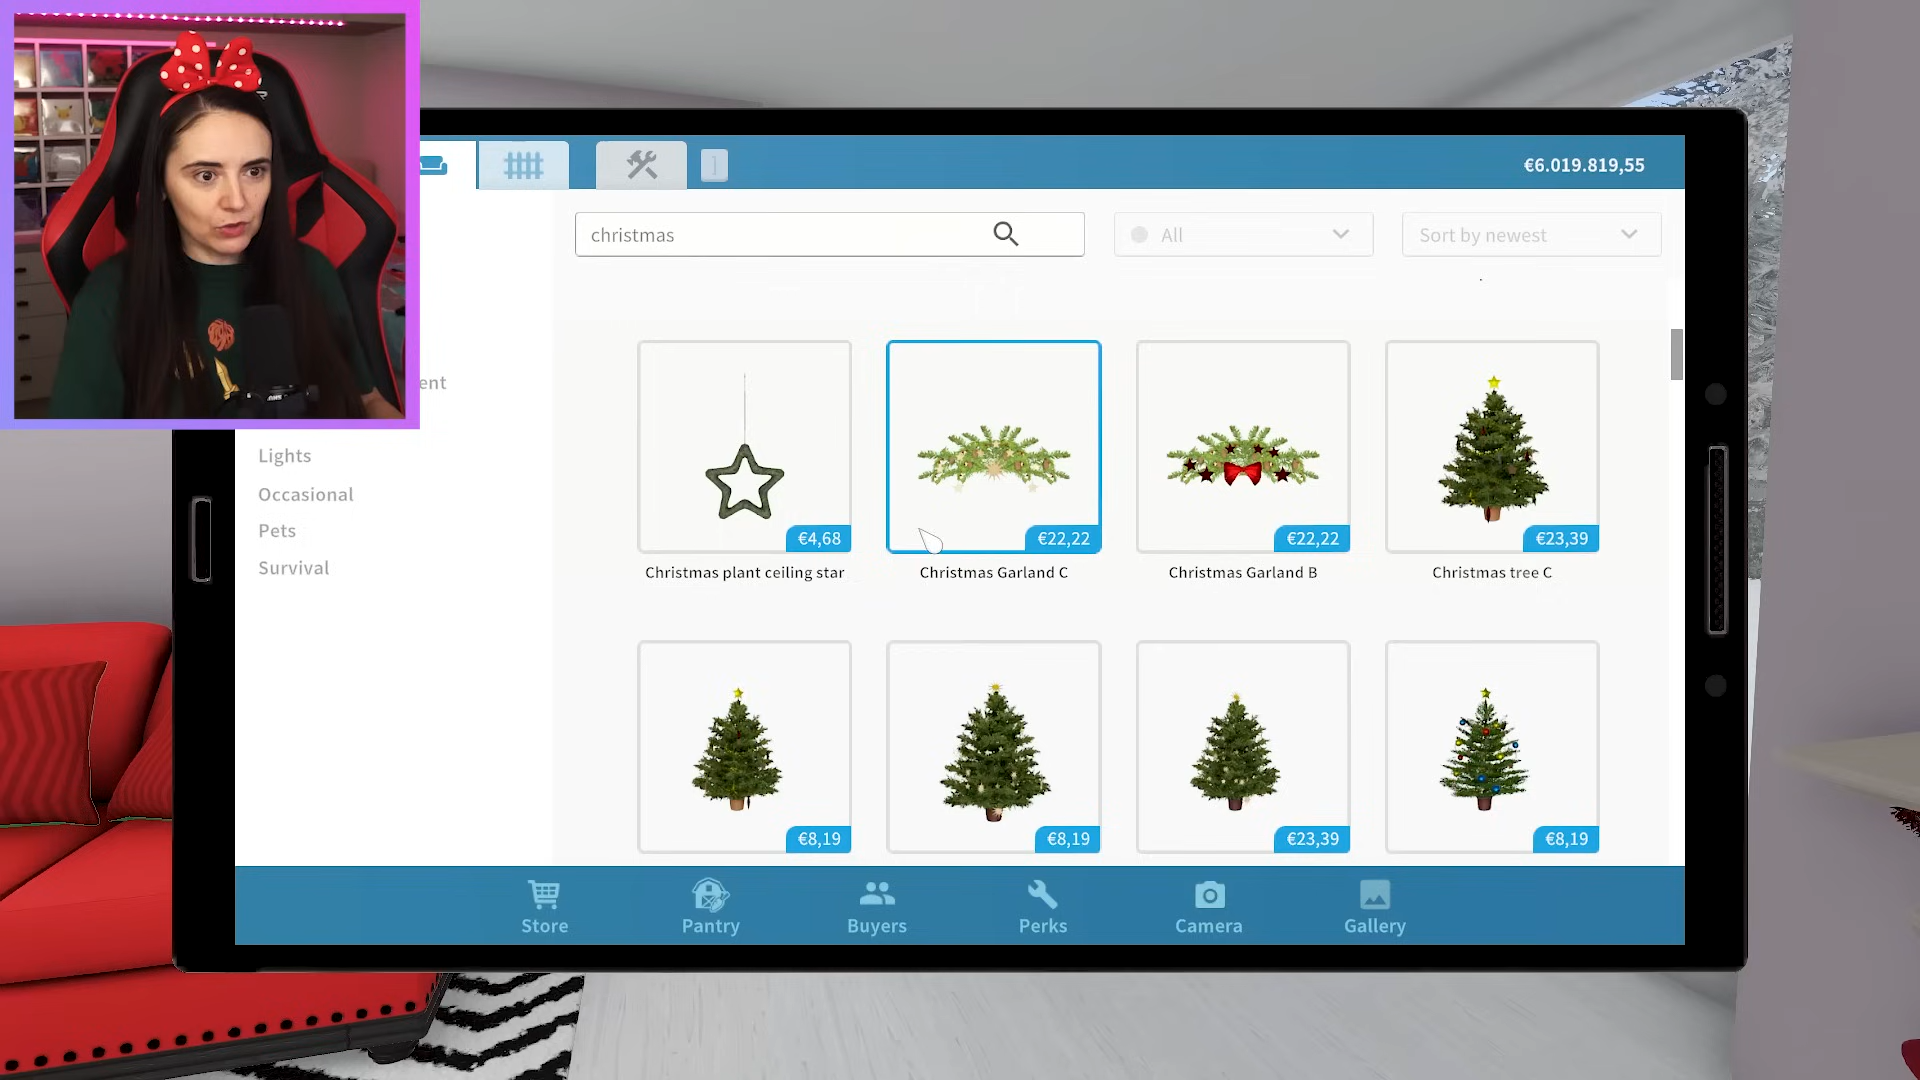 €6.019.819,55
christmas
All
Sort by newest
ent
Lights
Occasional
Pets
Survival
€4,68
€22,22
€22,22
€23,39
Christmas plant ceiling star
Christmas Garland C
Christmas Garland B
Christmas tree C
€8,19
€8,19
€23,39
€8,19
Store
Pantry
Buyers
Perks
Camera
Gallery